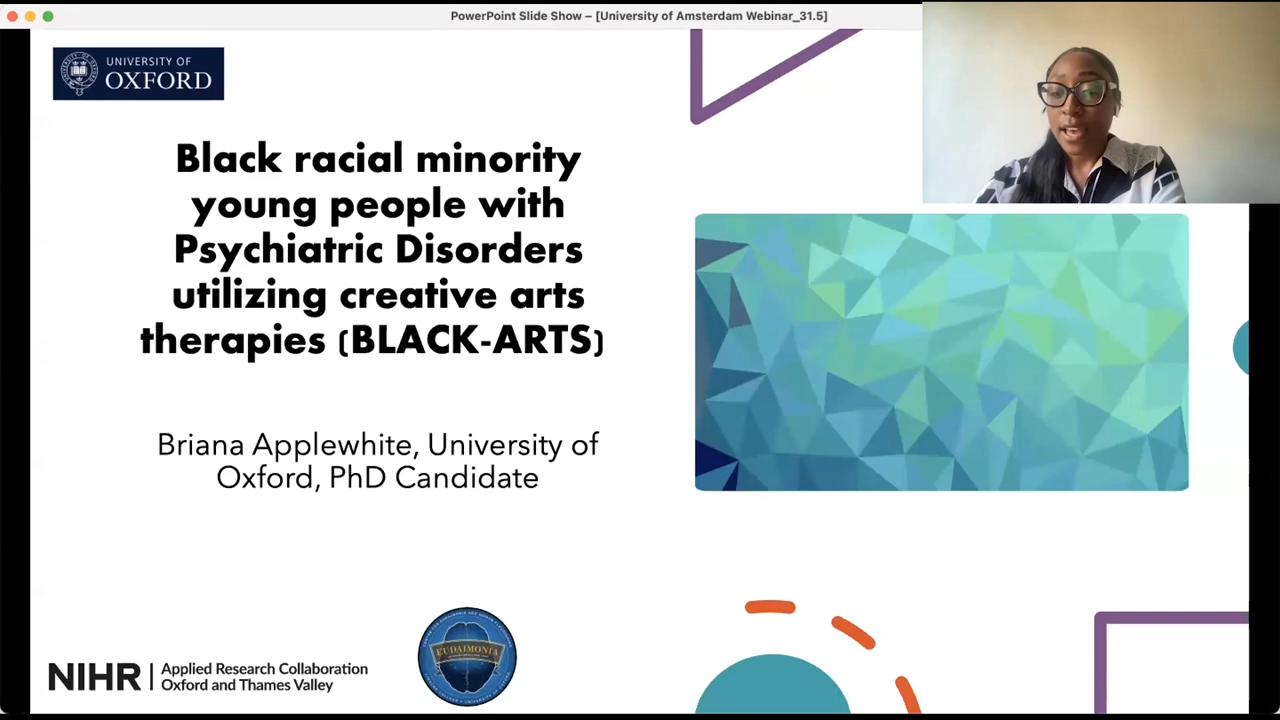 PowerPoint Slide Show – [University of Amsterdam Webinar_31.5]
UNIVERSITY OF
OXFORD
Black racial minority
young people with
Psychiatric Disorders
utilizing creative arts
therapies (BLACK-ARTS)
Briana Applewhite, University of
Oxford, PhD Candidate
NIHR
Applied Research Collaboration
Oxford and Thames Valley
EUDAIMONIA